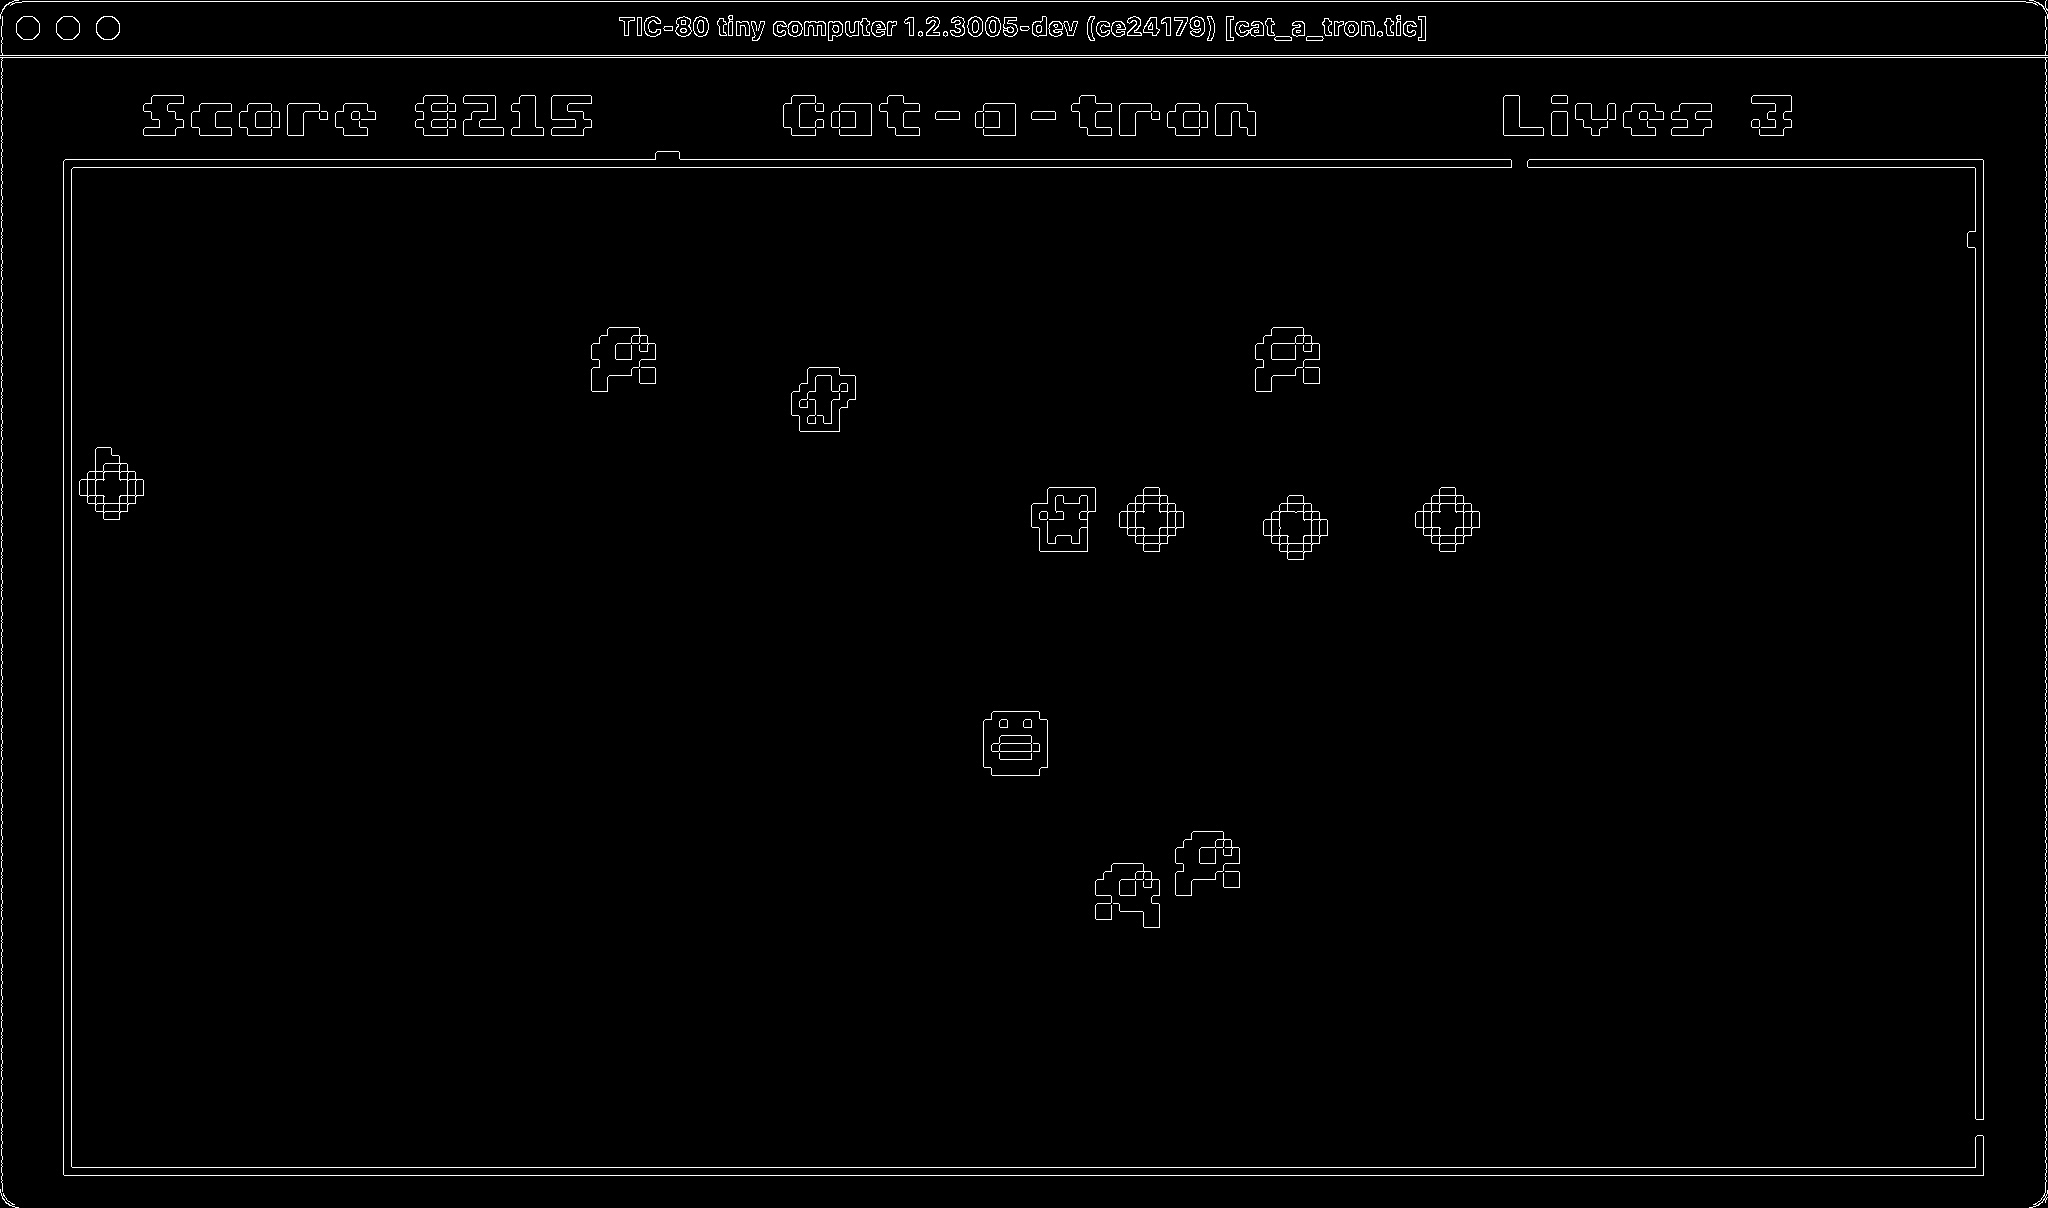 TIC-80 tiny computer 1.2.3005-dev (ce24179) [cat_a_tron.tic]
Score 8215 Cat-a-tron Lives 3